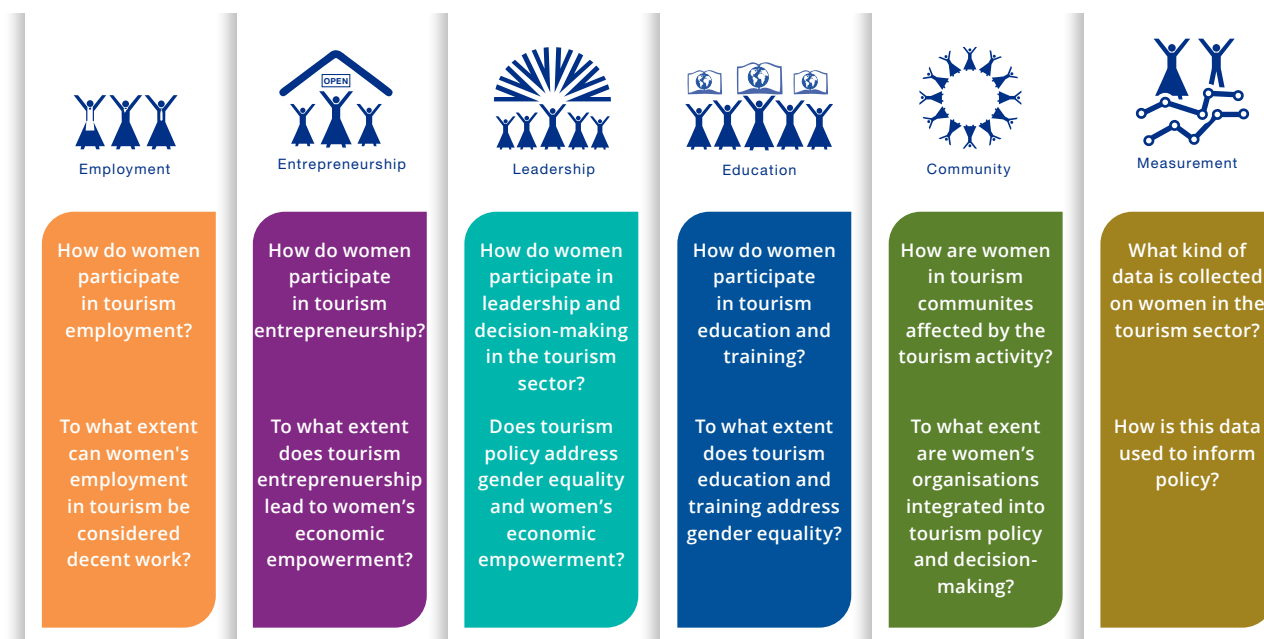 Employment
How do women
participate
in tourism
employment?
To what extent
can women's
employment
in tourism be
considered
decent work?
OPEN
Entrepreneurship
How do women
participate
in tourism
entrepreneurship?
To what extent
does tourism
entreprenuership
lead to women’s
economic
empowerment?
Leadership
How do women
participate in
leadership and
decision-making
in the tourism
sector?
Does tourism
policy address
gender equality
and women’s
economic
empowerment?
Education
How do women
participate
in tourism
education and
training?
To what extent
does tourism
education and
training address
gender equality?
Community
How are women
in tourism
communites
affected by the
tourism activity?
To what exent
are women’s
organisations
integrated into
tourism policy
and decision-
making?
Measurement
What kind of
data is collected
on women in the
tourism sector?
How is this data
used to inform
policy?